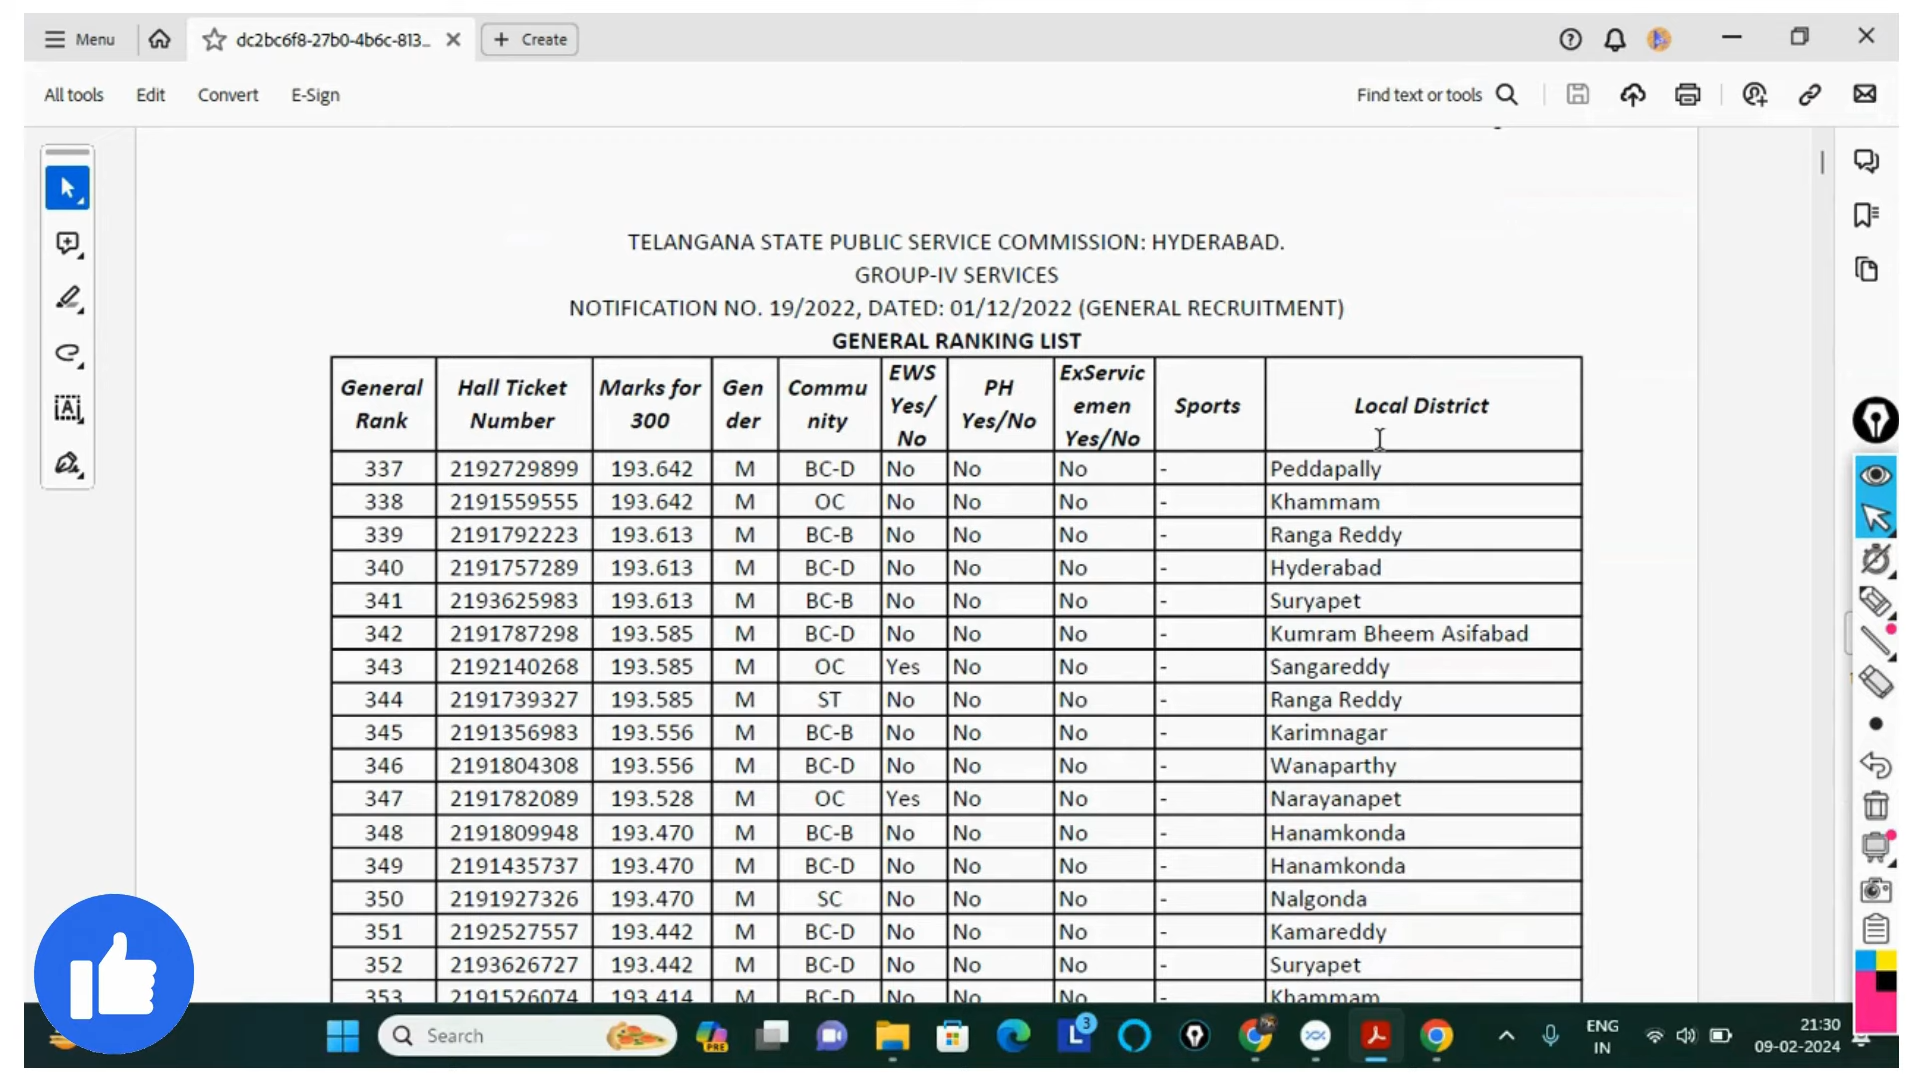 Menu
dc2bc6f8-27b0-4b6c-813...
+ Create
All tools Edit Convert E-Sign
Find text or tools
TELANGANA STATE PUBLIC SERVICE COMMISSION: HYDERABAD.
GROUP-IV SERVICES
NOTIFICATION NO. 19/2022, DATED: 01/12/2022 (GENERAL RECRUITMENT)
GENERAL RANKING LIST
General Rank Hall Ticket Number Marks for 300 Gen der Commu nity EWS Yes/ No PH Yes/No ExServic emen Yes/No Sports Local District
337 2192729899 193.642 M BC-D No No No - Peddapally
338 2191559555 193.642 M OC No No No - Khammam
339 2191792223 193.613 M BC-B No No No - Ranga Reddy
340 2191757289 193.613 M BC-D No No No - Hyderabad
341 2193625983 193.613 M BC-B No No No - Suryapet
342 2191787298 193.585 M BC-D No No No - Kumram Bheem Asifabad
343 2192140268 193.585 M OC Yes No No - Sangareddy
344 2191739327 193.585 M ST No No No - Ranga Reddy
345 2191356983 193.556 M BC-B No No No - Karimnagar
346 2191804308 193.556 M BC-D No No No - Wanaparthy
347 2191782089 193.528 M OC Yes No No - Narayanapet
348 2191809948 193.470 M BC-B No No No - Hanamkonda
349 2191435737 193.470 M BC-D No No No - Hanamkonda
350 2191927326 193.470 M SC No No No - Nalgonda
351 2192527557 193.442 M BC-D No No No - Kamareddy
352 2193626727 193.442 M BC-D No No No - Suryapet
353 2191526074 193.414 M BC-D No No No - Khammam
Search
PRE
L
3
ENG
IN
21:30
09-02-2024